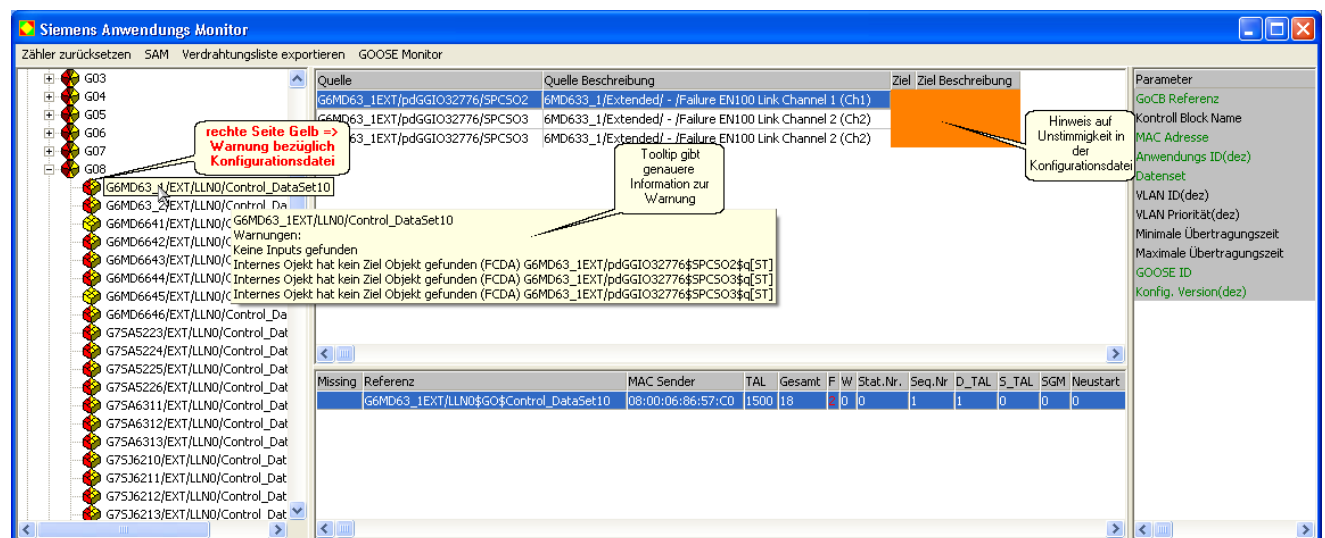 Siemens Anwendungs Monitor
Zähler zurücksetzen SAM Verdrahtungsliste exportieren GOOSE Monitor
G03
G04
G05
G06
G07
G08
G6MD63_1/EXT/LLN0/Control_DataSet10
G6MD63_2/EXT/LLN0/Control_Da
G6MD6641/EXT/LLN0/C
G6MD6642/EXT/LLN0/C
G6MD6643/EXT/LLN0/C
G6MD6644/EXT/LLN0/C
G6MD6645/EXT/LLN0/C
G6MD6646/EXT/LLN0/Control_Da
G7SA5223/EXT/LLN0/Control_Dat
G7SA5224/EXT/LLN0/Control_Dat
G7SA5225/EXT/LLN0/Control_Dat
G7SA5226/EXT/LLN0/Control_Dat
G7SA6311/EXT/LLN0/Control_Dat
G7SA6312/EXT/LLN0/Control_Dat
G7SA6313/EXT/LLN0/Control_Dat
G7SJ6210/EXT/LLN0/Control_Dat
G7SJ6211/EXT/LLN0/Control_Dat
G7SJ6212/EXT/LLN0/Control_Dat
G7SJ6213/EXT/LLN0/Control_Dat
rechte Seite Gelb =>
Warnung bezüglich
Konfigurationsdatei
Quelle Quelle Beschreibung Ziel Ziel Beschreibung
G6MD63_1EXT/pdGGIO32776/SPCSO2 6MD633_1/Extended/ - /Failure EN100 Link Channel 1 (Ch1)
63_1EXT/pdGGIO32776/SPCSO3 6MD633_1/Extended/ - /Failure EN100 Link Channel 2 (Ch2)
63_1EXT/pdGGIO32776/SPCSO3 6MD633_1/Extended/ - /Failure EN100 Link Channel 2 (Ch2)
Tooltip gibt
genauere
Information zur
Warnung
Hinweis auf
Unstimmigkeit in
der
Konfigurationsdatei
G6MD63_1EXT/LLN0/Control_DataSet10
Warnungen:
Keine Inputs gefunden
Internes Ojekt hat kein Ziel Objekt gefunden (FCDA) G6MD63_1EXT/pdGGIO32776$SPCSO2$q[ST]
Internes Ojekt hat kein Ziel Objekt gefunden (FCDA) G6MD63_1EXT/pdGGIO32776$SPCSO3$q[ST]
Internes Ojekt hat kein Ziel Objekt gefunden (FCDA) G6MD63_1EXT/pdGGIO32776$SPCSO3$q[ST]
Missing Referenz MAC Sender TAL Gesamt F W Stat.Nr. Seq.Nr D_TAL S_TAL SGM Neustart
G6MD63_1EXT/LLN0$GO$Control_DataSet10 08:00:06:86:57:C0 1500 18 2 0 0 1 1 0 0 0
Parameter
GoCB Referenz
Kontroll Block Name
MAC Adresse
Anwendungs ID(dez)
Datenset
VLAN ID(dez)
VLAN Priorität(dez)
Minimale Übertragungszeit
Maximale Übertragungszeit
GOOSE ID
Konfig. Version(dez)